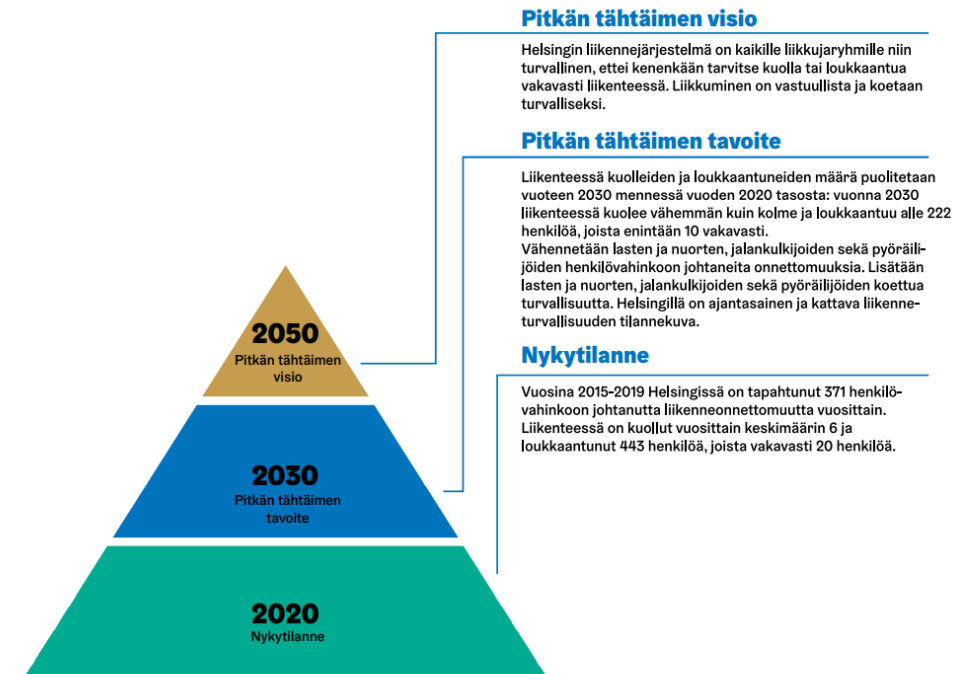 Pitkän tähtäimen visio
Helsingin liikennejärjestelmä on kaikille liikkujaryhmille niin
turvallinen, ettei kenenkään tarvitse kuolla tai loukkaantua
vakavasti liikenteessä. Liikkuminen on vastuullista ja koetaan
turvalliseksi.
Pitkän tähtäimen tavoite
Liikenteessä kuolleiden ja loukkaantuneiden määrä puolitetaan
vuoteen 2030 mennessä vuoden 2020 tasosta: vuonna 2030
liikenteessä kuolee vähemmän kuin kolme ja loukkaantuu alle 222
henkilöä, joista enintään 10 vakavasti.
Vähennetään lasten ja nuorten, jalankulkijoiden sekä pyöräili-
jöiden henkilövahinkoon johtaneita onnettomuuksia. Lisätään
lasten ja nuorten, jalankulkijoiden sekä pyöräilijöiden koettua
turvallisuutta. Helsingillä on ajantasainen ja kattava liikenne-
turvallisuuden tilannekuva.
Nykytilanne
Vuosina 2015-2019 Helsingissä on tapahtunut 371 henkilö-
vahinkoon johtanutta liikenneonnettomuutta vuosittain.
Liikenteessä on kuollut vuosittain keskimäärin 6 ja
loukkaantunut 443 henkilöä, joista vakavasti 20 henkilöä.
2050
Pitkän tähtäimen
visio
2030
Pitkän tähtäimen
tavoite
2020
Nykytilanne